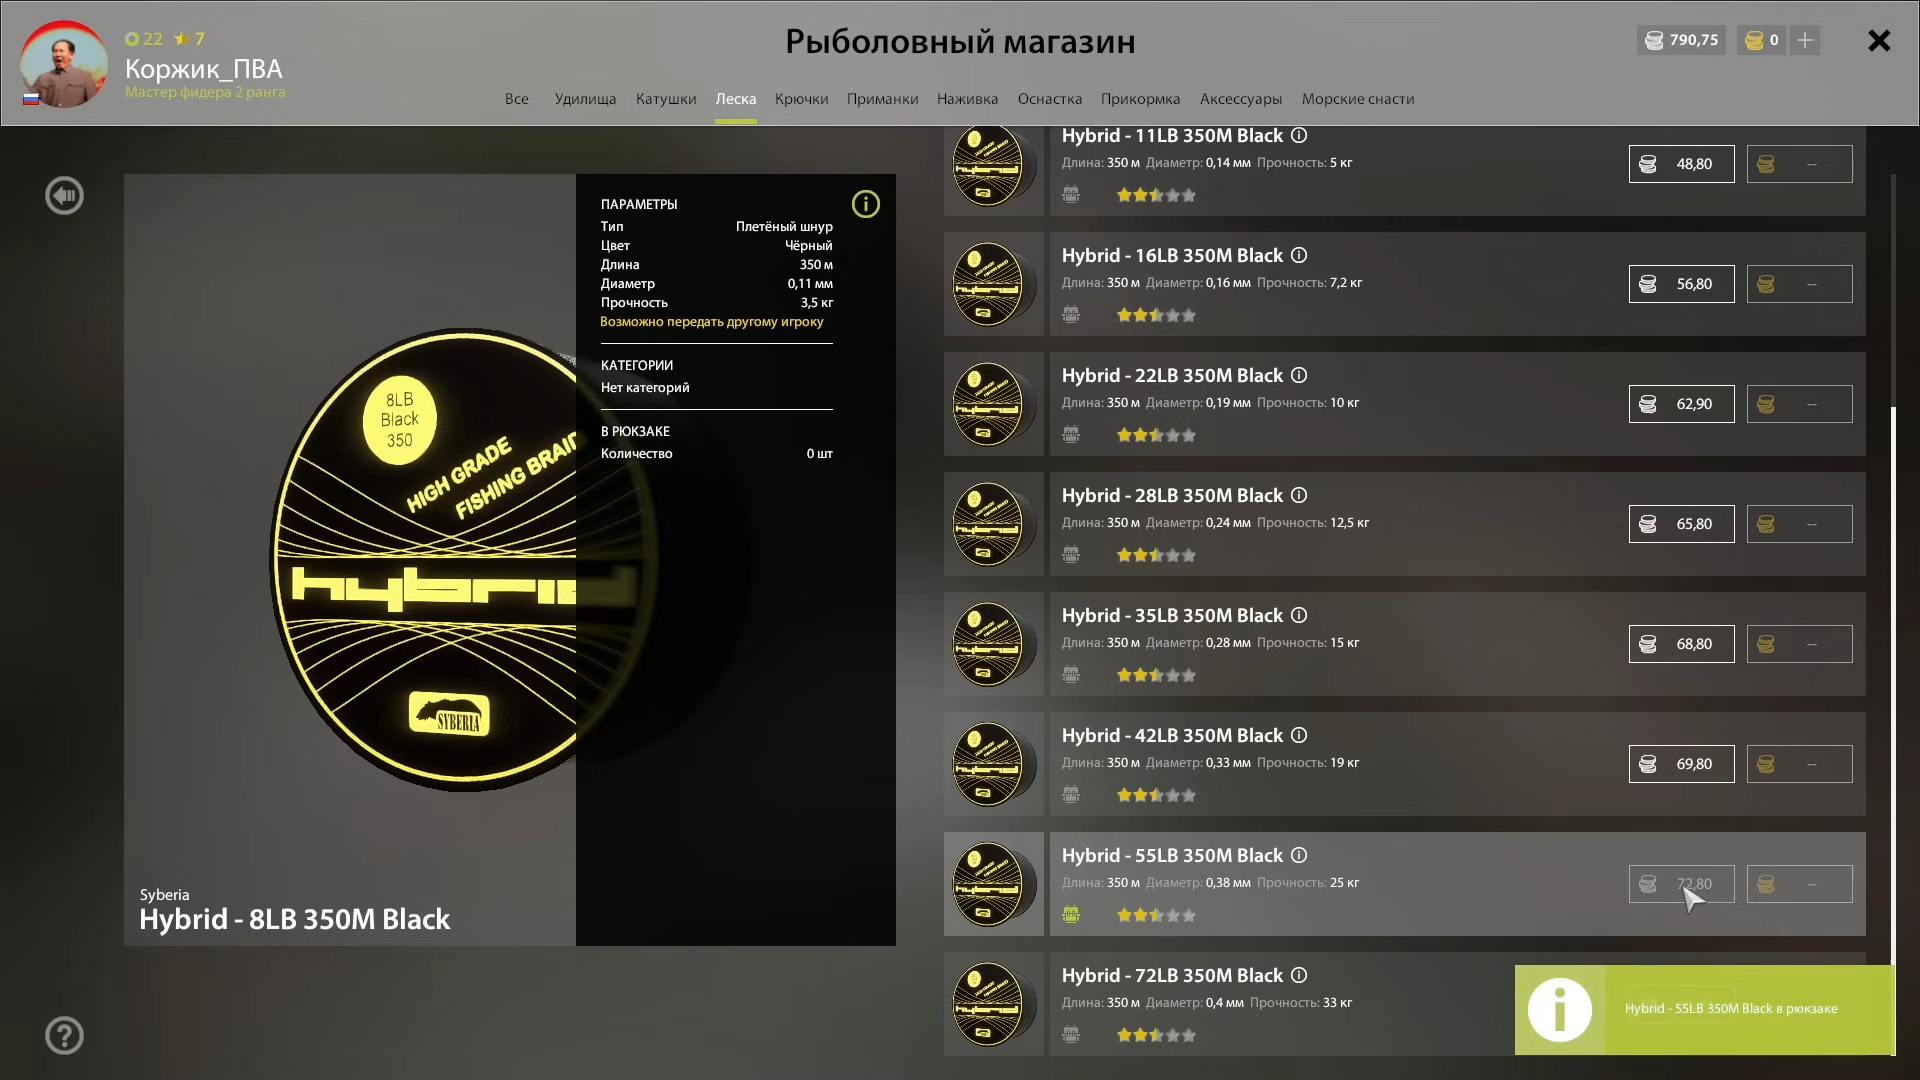 22 7
Коржик_ПВА
Мастер фидера 2 ранга
Рыболовный магазин
790,75 0 +
Все Удилища Катушки Леска Крючки Приманки Наживка Оснастка Прикормка Аксессуары Морские снасти
ПАРАМЕТРЫ
Тип Плетёный шнур
Цвет Чёрный
Длина 350 м
Диаметр 0,11 мм
Прочность 3,5 кг
Возможно передать другому игроку
КАТЕГОРИИ
Нет категорий
В РЮКЗАКЕ
Количество 0 шт
8LB
Black
350
HIGH GRADE
FISHING BRAID
hybrid
SYBERIA
Syberia
Hybrid - 8LB 350M Black
Hybrid - 11LB 350M Black
Длина: 350 м Диаметр: 0,14 мм Прочность: 5 кг
48,80 --
Hybrid - 16LB 350M Black
Длина: 350 м Диаметр: 0,16 мм Прочность: 7,2 кг
56,80 --
Hybrid - 22LB 350M Black
Длина: 350 м Диаметр: 0,19 мм Прочность: 10 кг
62,90 --
Hybrid - 28LB 350M Black
Длина: 350 м Диаметр: 0,24 мм Прочность: 12,5 кг
65,80 --
Hybrid - 35LB 350M Black
Длина: 350 м Диаметр: 0,28 мм Прочность: 15 кг
68,80 --
Hybrid - 42LB 350M Black
Длина: 350 м Диаметр: 0,33 мм Прочность: 19 кг
69,80 --
Hybrid - 55LB 350M Black
Длина: 350 м Диаметр: 0,38 мм Прочность: 25 кг
72,80 --
Hybrid - 72LB 350M Black
Длина: 350 м Диаметр: 0,4 мм Прочность: 33 кг
Hybrid - 55LB 350M Black в рюкзаке